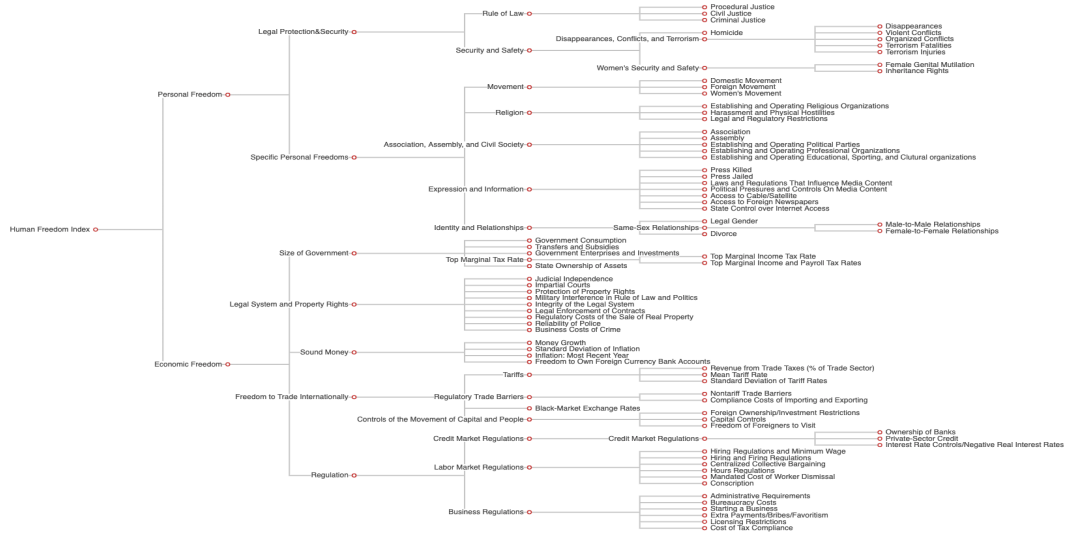 Human Freedom Index
Personal Freedom
Legal Protection&Security
Rule of Law
Procedural Justice
Civil Justice
Criminal Justice
Security and Safety
Homicide
Disappearances, Conflicts, and Terrorism
Disappearances
Violent Conflicts
Organized Conflicts
Terrorism Fatalities
Terrorism Injuries
Women's Security and Safety
Female Genital Mutilation
Inheritance Rights
Specific Personal Freedoms
Movement
Domestic Movement
Foreign Movement
Women's Movement
Religion
Establishing and Operating Religious Organizations
Harassment and Physical Hostilities
Legal and Regulatory Restrictions
Association, Assembly, and Civil Society
Association
Assembly
Establishing and Operating Political Parties
Establishing and Operating Professional Organizations
Establishing and Operating Educational, Sporting, and Clutural organizations
Expression and Information
Press Killed
Press Jailed
Laws and Regulations That Influence Media Content
Political Pressures and Controls On Media Content
Access to Cable/Satellite
Access to Foreign Newspapers
State Control over Internet Access
Identity and Relationships
Legal Gender
Same-Sex Relationships
Male-to-Male Relationships
Female-to-Female Relationships
Divorce
Economic Freedom
Size of Government
Government Consumption
Transfers and Subsidies
Government Enterprises and Investments
Top Marginal Tax Rate
Top Marginal Income Tax Rate
Top Marginal Income and Payroll Tax Rates
State Ownership of Assets
Legal System and Property Rights
Judicial Independence
Impartial Courts
Protection of Property Rights
Military Interference in Rule of Law and Politics
Integrity of the Legal System
Legal Enforcement of Contracts
Regulatory Costs of the Sale of Real Property
Reliability of Police
Business Costs of Crime
Sound Money
Money Growth
Standard Deviation of Inflation
Inflation: Most Recent Year
Freedom to Own Foreign Currency Bank Accounts
Freedom to Trade Internationally
Tariffs
Revenue from Trade Taxes (% of Trade Sector)
Mean Tariff Rate
Standard Deviation of Tariff Rates
Regulatory Trade Barriers
Nontariff Trade Barriers
Compliance Costs of Importing and Exporting
Black-Market Exchange Rates
Controls of the Movement of Capital and People
Foreign Ownership/Investment Restrictions
Capital Controls
Freedom of Foreigners to Visit
Regulation
Credit Market Regulations
Credit Market Regulations
Ownership of Banks
Private-Sector Credit
Interest Rate Controls/Negative Real Interest Rates
Labor Market Regulations
Hiring Regulations and Minimum Wage
Hiring and Firing Regulations
Centralized Collective Bargaining
Hours Regulations
Mandated Cost of Worker Dismissal
Conscription
Business Regulations
Administrative Requirements
Bureaucracy Costs
Starting a Business
Extra Payments/Bribes/Favoritism
Licensing Restrictions
Cost of Tax Compliance